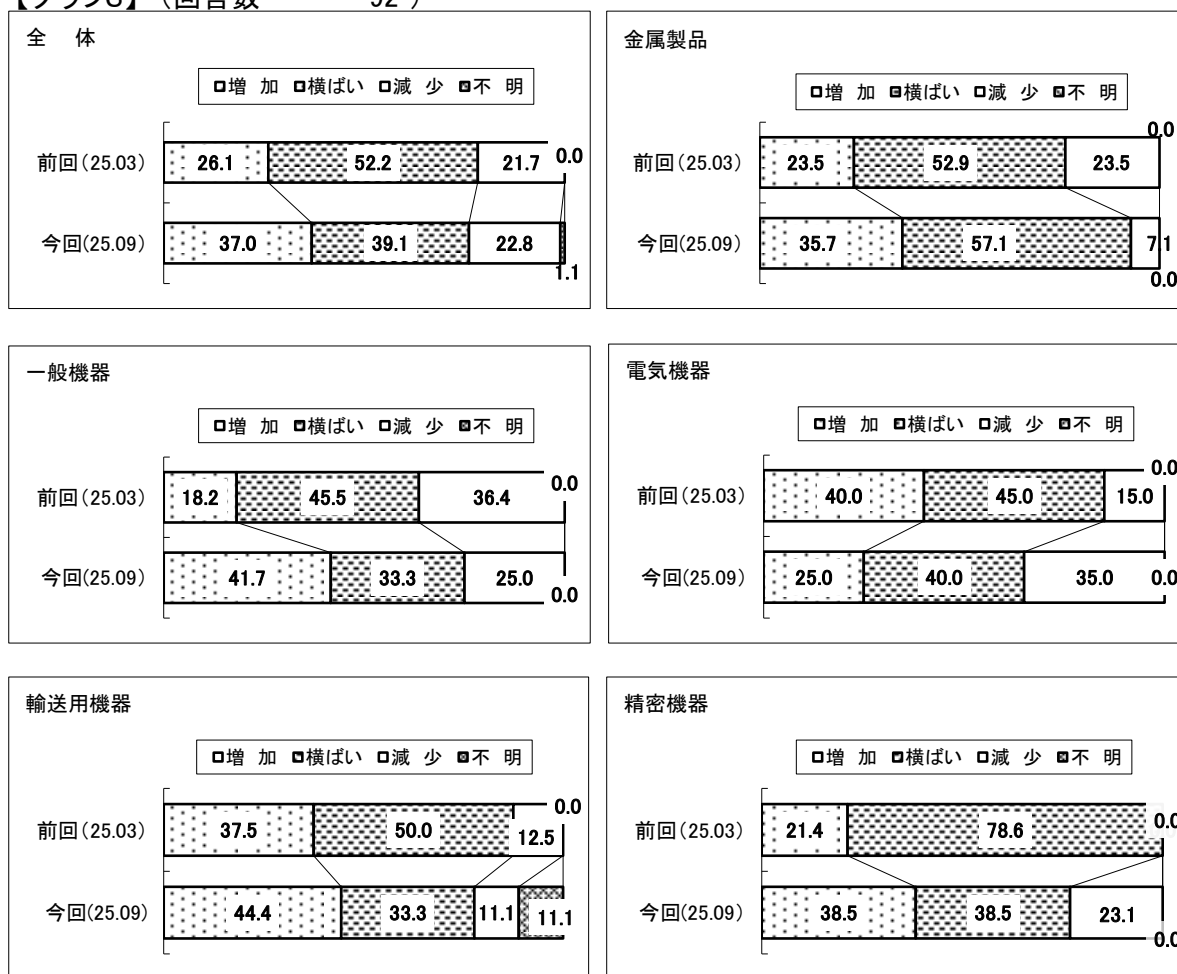 【プランS】 (回答数 92 )
全 体
増 加 横ばい 減 少 不 明
前回(25.03) 26.1 52.2 21.7 0.0
今回(25.09) 37.0 39.1 22.8 1.1
金属製品
増 加 横ばい 減 少 不 明
前回(25.03) 23.5 52.9 23.5 0.0
今回(25.09) 35.7 57.1 7.1 0.0
一般機器
増 加 横ばい 減 少 不 明
前回(25.03) 18.2 45.5 36.4 0.0
今回(25.09) 41.7 33.3 25.0 0.0
電気機器
増 加 横ばい 減 少 不 明
前回(25.03) 40.0 45.0 15.0 0.0
今回(25.09) 25.0 40.0 35.0 0.0
輸送用機器
増 加 横ばい 減 少 不 明
前回(25.03) 37.5 50.0 12.5 0.0
今回(25.09) 44.4 33.3 11.1 11.1
精密機器
増 加 横ばい 減 少 不 明
前回(25.03) 21.4 78.6 0.0
今回(25.09) 38.5 38.5 23.1 0.0